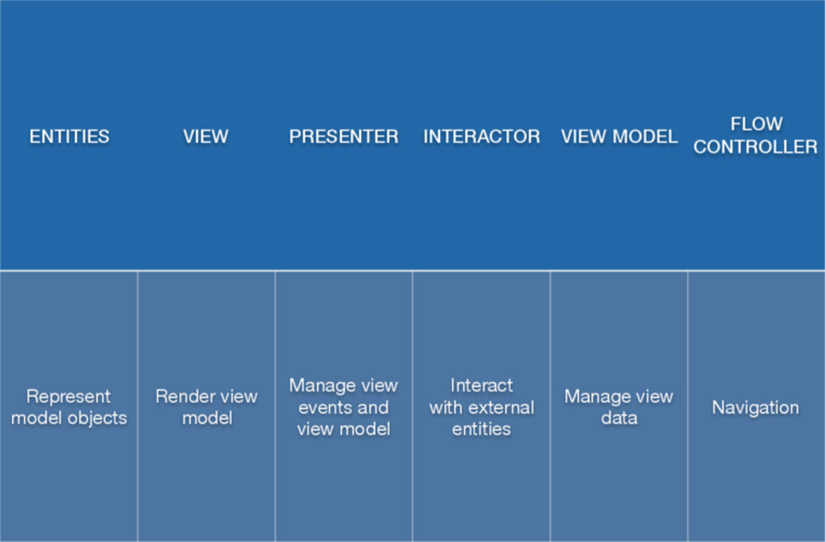 ENTITIES
VIEW
PRESENTER
INTERACTOR
VIEW MODEL
FLOW
CONTROLLER
Represent
model objects
Render view
model
Manage view
events and
view model
Interact
with external
entities
Manage view
data
Navigation